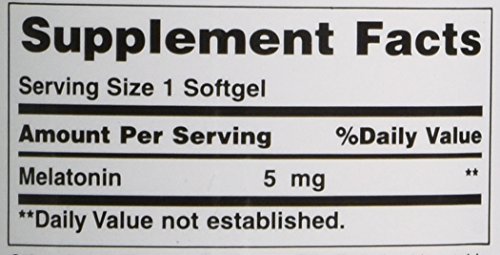 Supplement Facts
Serving Size 1 Softgel
Amount Per Serving %Daily Value
Melatonin 5 mg **
**Daily Value not established.